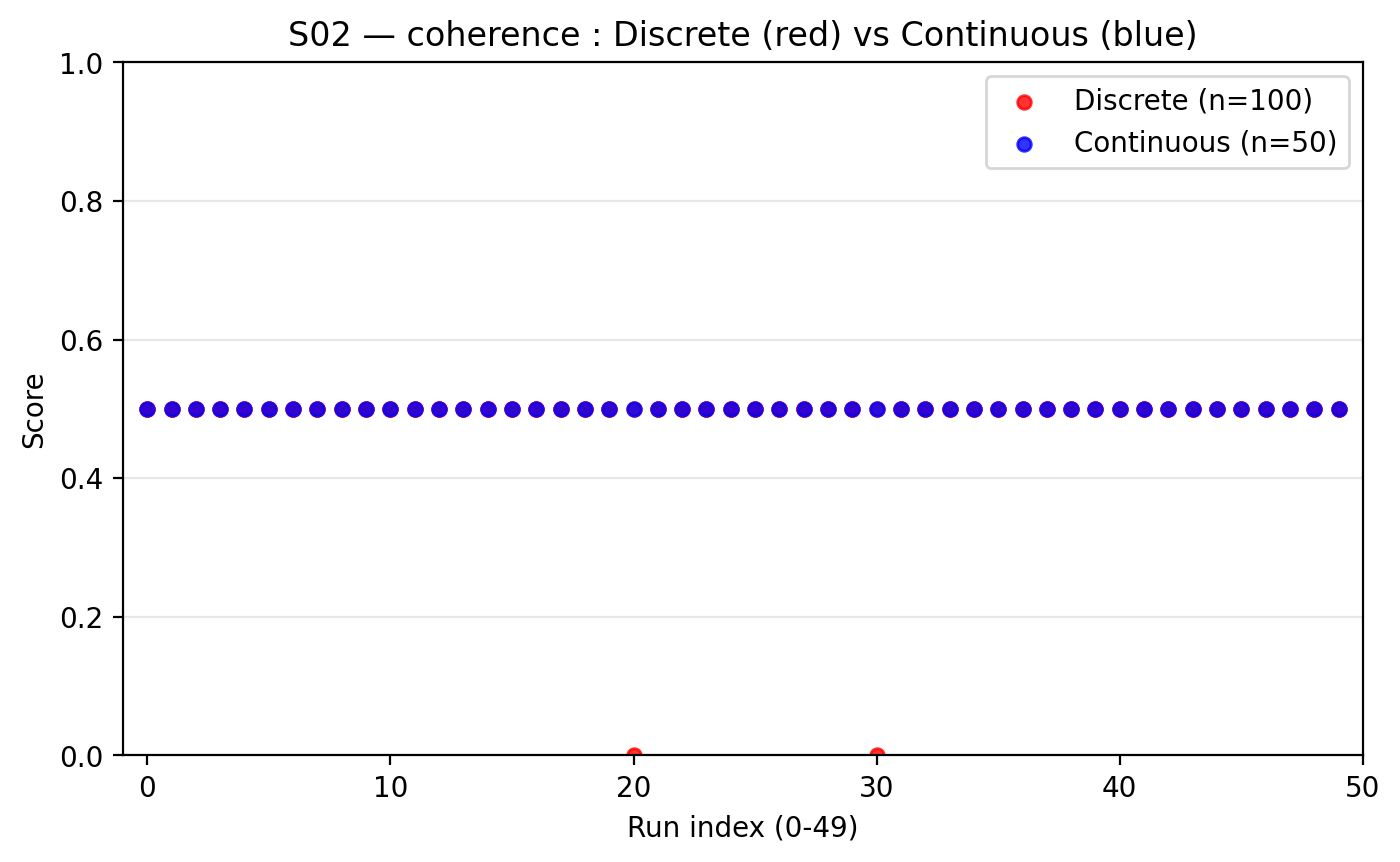 S02 — coherence : Discrete (red) vs Continuous (blue)
1.0
Discrete (n=100)
Continuous (n=50)
0.8
0.6
Score
0.4
0.2
0.0
0 10 20 30 40 50
Run index (0-49)